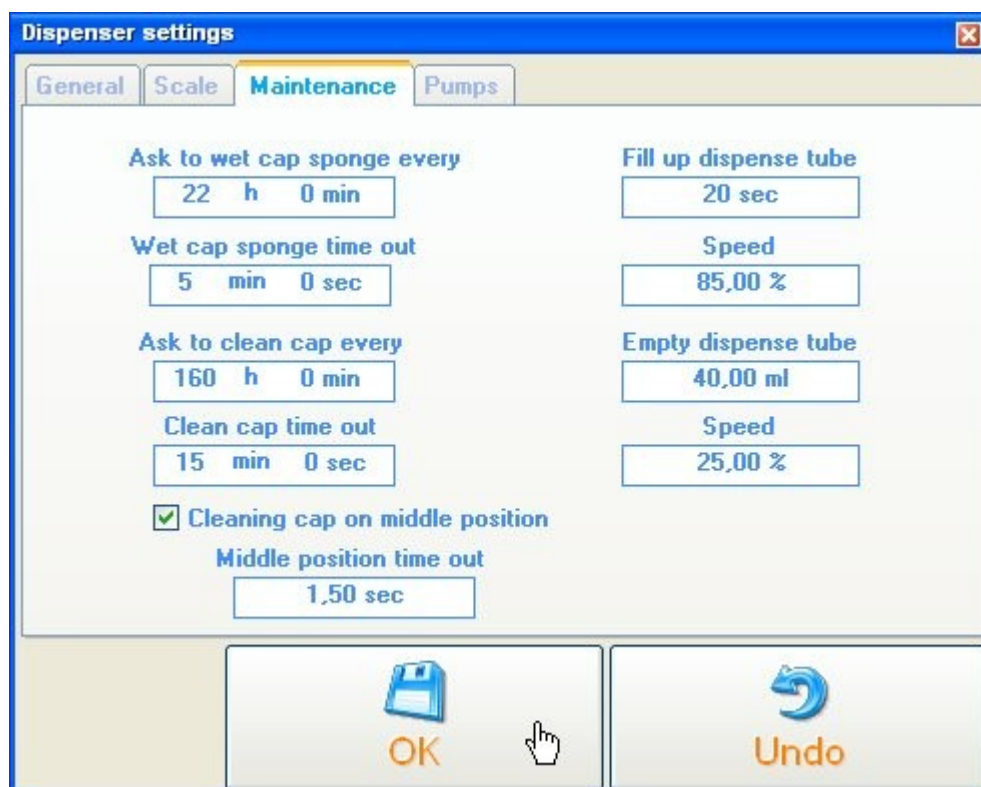 Dispenser settings
General Scale Maintenance Pumps
Ask to wet cap sponge every
22 h 0 min
Wet cap sponge time out
5 min 0 sec
Ask to clean cap every
160 h 0 min
Clean cap time out
15 min 0 sec
Cleaning cap on middle position
Middle position time out
1,50 sec
Fill up dispense tube
20 sec
Speed
85,00 %
Empty dispense tube
40,00 ml
Speed
25,00 %
OK
Undo